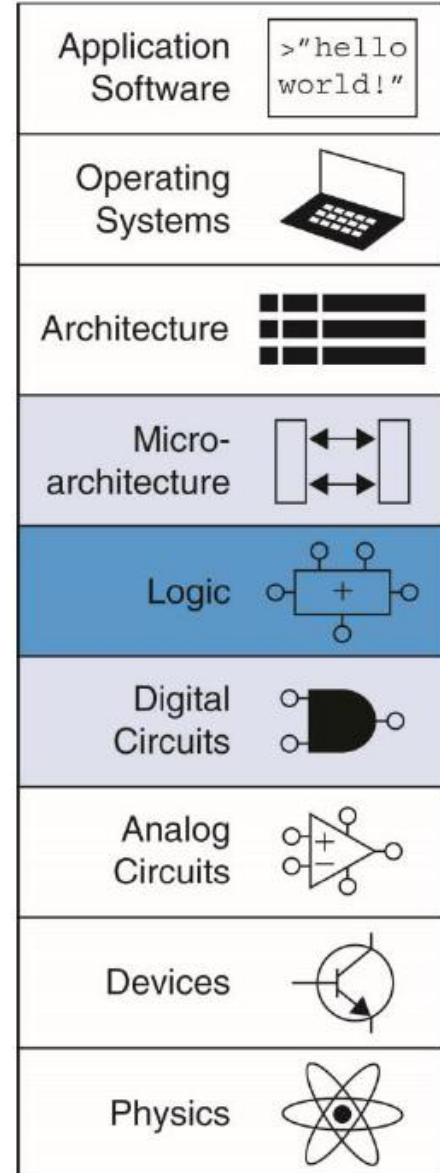 Application
Software
>"hello
world!"
Operating
Systems
Architecture
Micro-
architecture
Logic
+
Digital
Circuits
Analog
Circuits
+
−
Devices
Physics